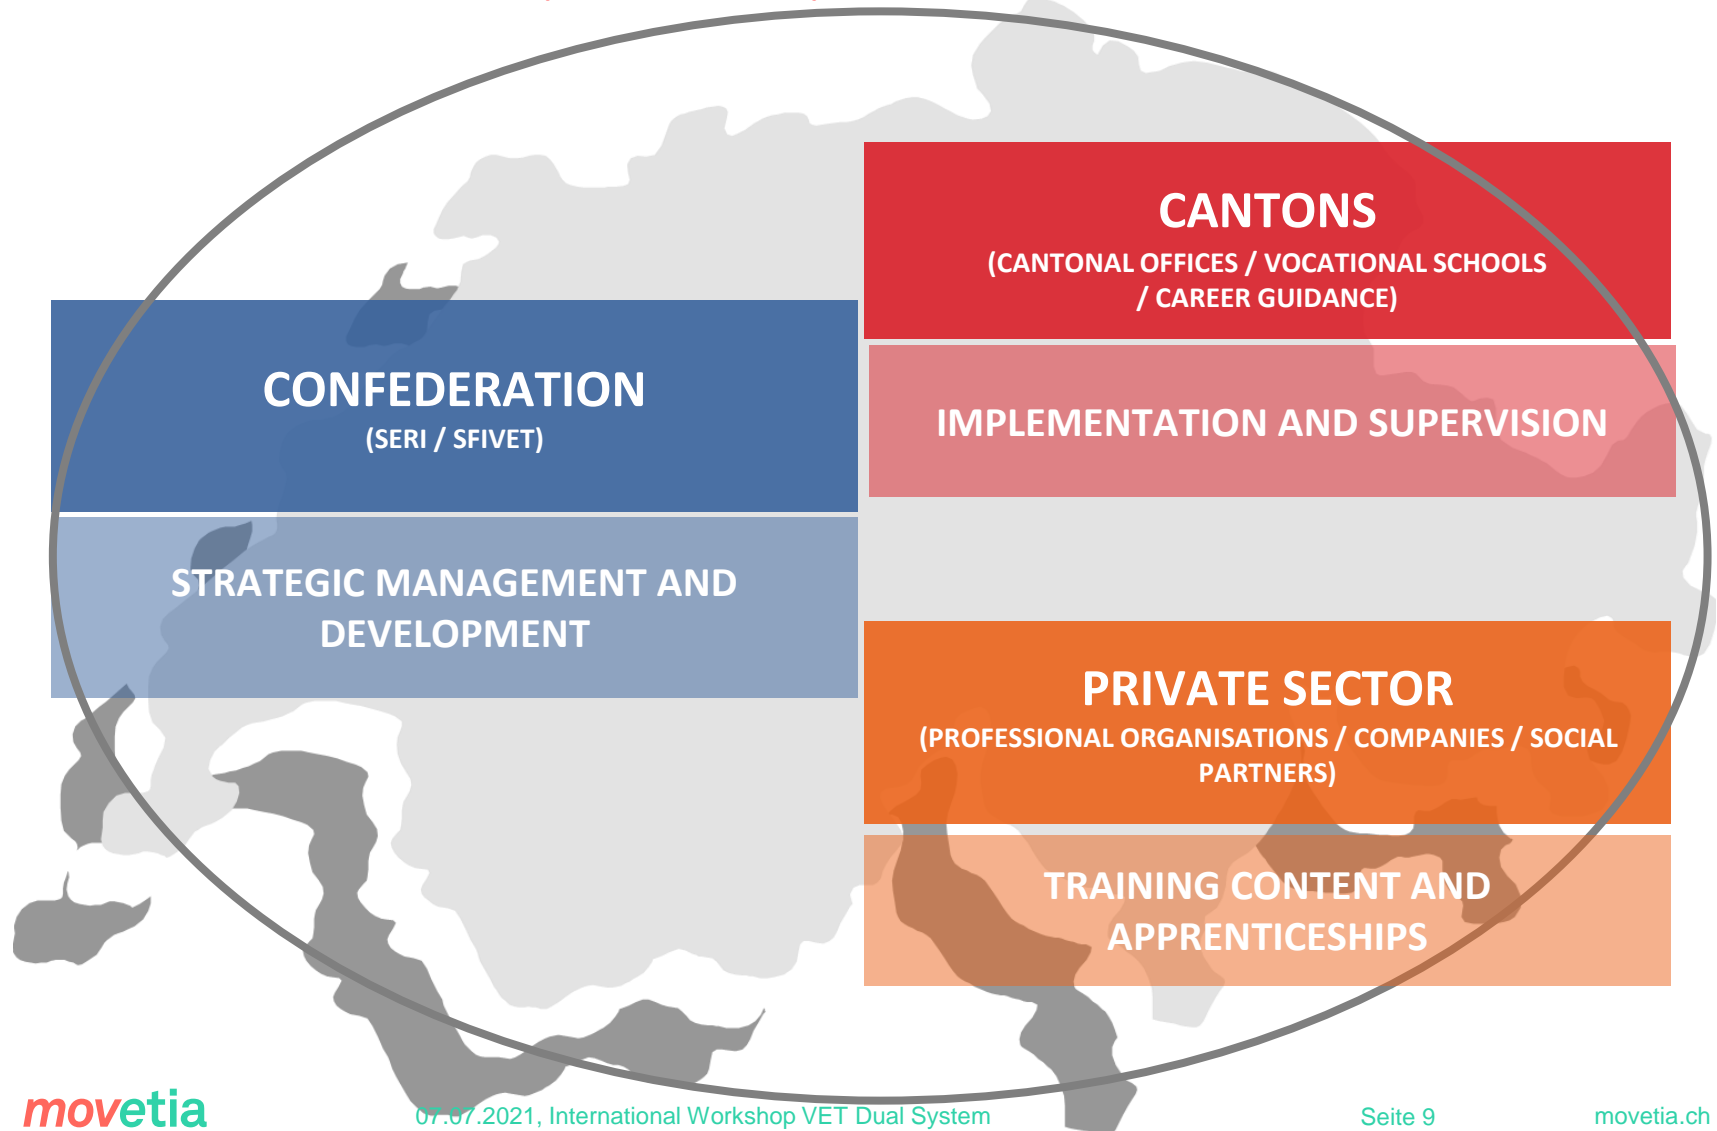 CONFEDERATION
(SERI / SFIVET)
STRATEGIC MANAGEMENT AND
DEVELOPMENT
CANTONS
(CANTONAL OFFICES / VOCATIONAL SCHOOLS
/ CAREER GUIDANCE)
IMPLEMENTATION AND SUPERVISION
PRIVATE SECTOR
(PROFESSIONAL ORGANISATIONS / COMPANIES / SOCIAL
PARTNERS)
TRAINING CONTENT AND
APPRENTICESHIPS
movetia
07.07.2021, International Workshop VET Dual System
Seite 9
movetia.ch